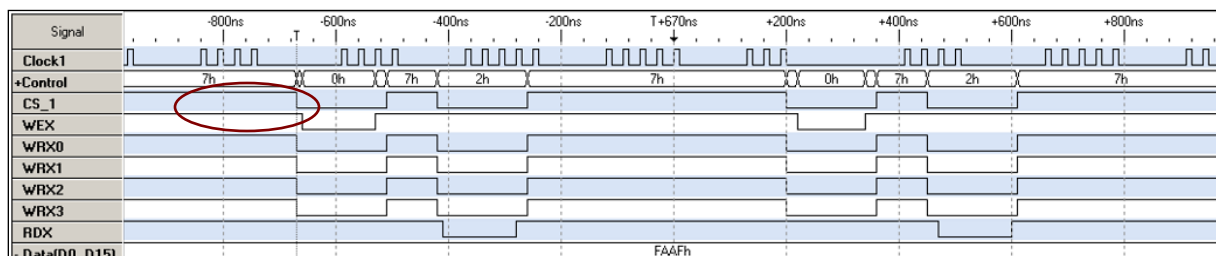 Signal
-800ns -600ns -400ns -200ns T+670ns +200ns +400ns +600ns +800ns
T
Clock1
+Control 7h 0h 7h 2h 7h 0h 7h 2h 7h
CS_1
WEX
WRX0
WRX1
WRX2
WRX3
RDX
- Data(D0..D15) FAAFh